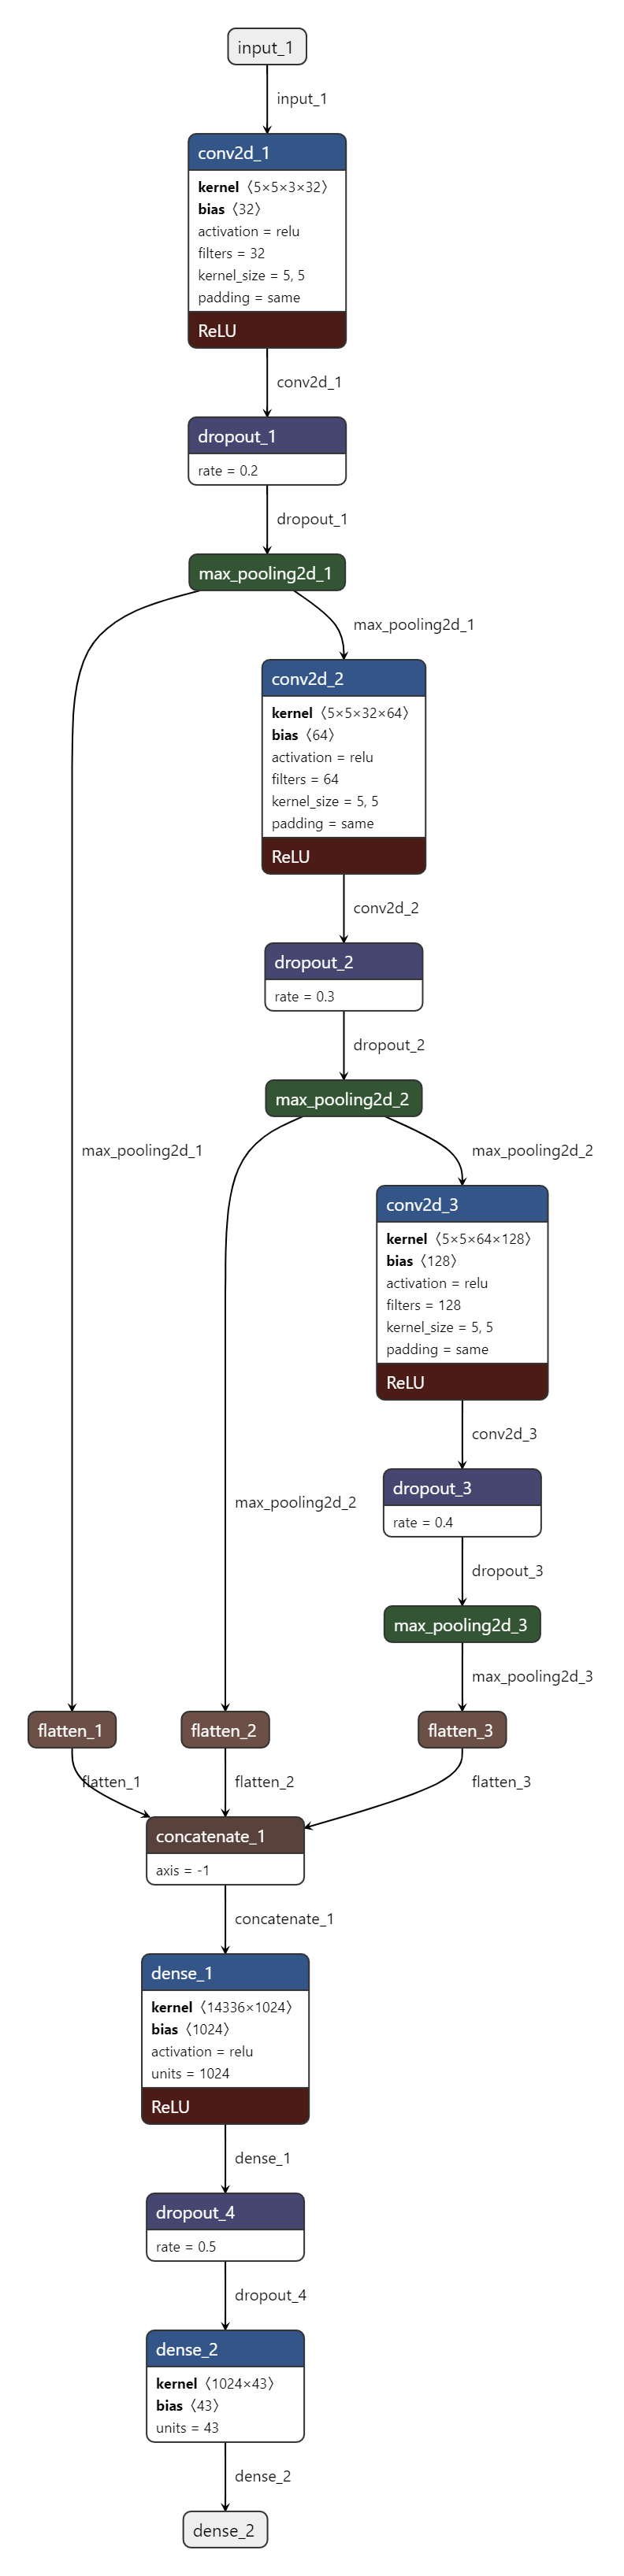 input_1
input_1
conv2d_1
kernel〈5×5×3×32〉
bias〈32〉
activation = relu
filters = 32
kernel_size = 5, 5
padding = same
ReLU
conv2d_1
dropout_1
rate = 0.2
dropout_1
max_pooling2d_1
max_pooling2d_1
conv2d_2
kernel〈5×5×32×64〉
bias〈64〉
activation = relu
filters = 64
kernel_size = 5, 5
padding = same
ReLU
conv2d_2
dropout_2
rate = 0.3
dropout_2
max_pooling2d_2
max_pooling2d_1
max_pooling2d_2
conv2d_3
kernel〈5×5×64×128〉
bias〈128〉
activation = relu
filters = 128
kernel_size = 5, 5
padding = same
ReLU
conv2d_3
dropout_3
rate = 0.4
max_pooling2d_2
dropout_3
max_pooling2d_3
max_pooling2d_3
flatten_1
flatten_2
flatten_3
flatten_1
flatten_2
flatten_3
concatenate_1
axis = -1
concatenate_1
dense_1
kernel〈14336×1024〉
bias〈1024〉
activation = relu
units = 1024
ReLU
dense_1
dropout_4
rate = 0.5
dropout_4
dense_2
kernel〈1024×43〉
bias〈43〉
units = 43
dense_2
dense_2